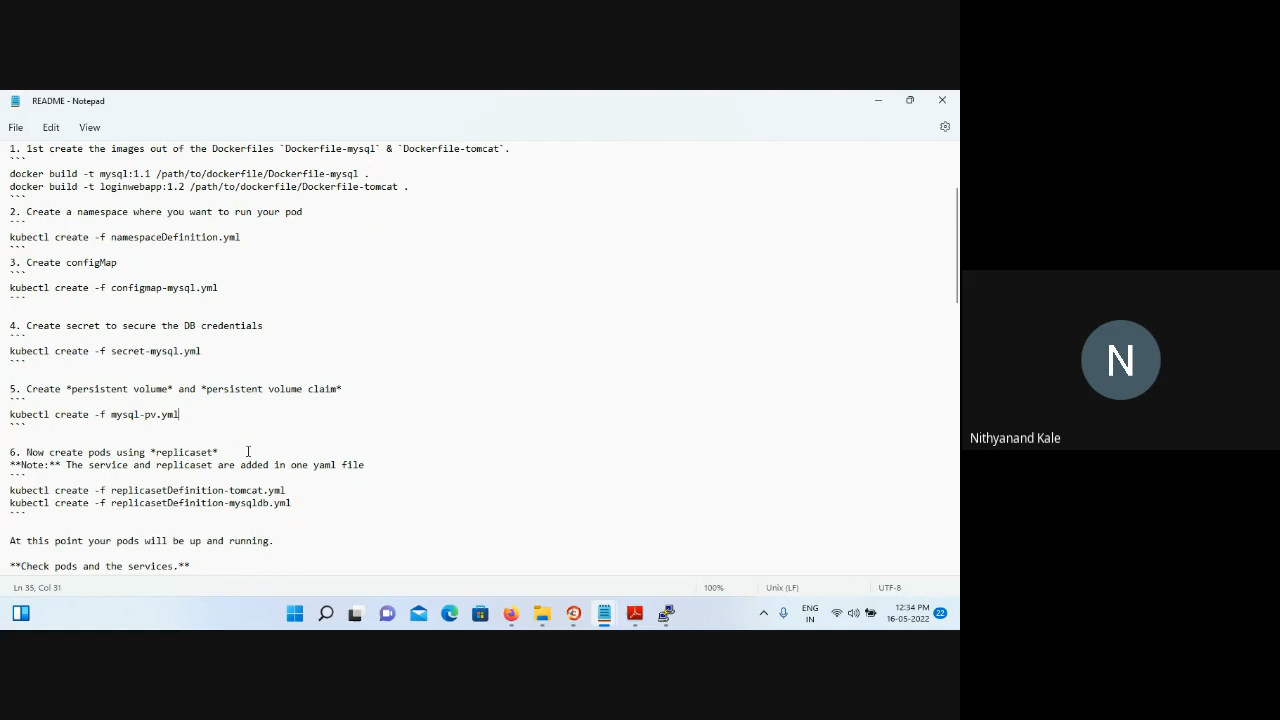 README - Notepad
File Edit View
1. 1st create the images out of the Dockerfiles `Dockerfile-mysql` & `Dockerfile-tomcat`.
```
docker build -t mysql:1.1 /path/to/dockerfile/Dockerfile-mysql .
docker build -t loginwebapp:1.2 /path/to/dockerfile/Dockerfile-tomcat .
```
2. Create a namespace where you want to run your pod
```
kubectl create -f namespaceDefinition.yml
```
3. Create configMap
```
kubectl create -f configmap-mysql.yml
```
4. Create secret to secure the DB credentials
```
kubectl create -f secret-mysql.yml
```
5. Create *persistent volume* and *persistent volume claim*
```
kubectl create -f mysql-pv.yml
```
6. Now create pods using *replicaset*
**Note:** The service and replicaset are added in one yaml file
```
kubectl create -f replicasetDefinition-tomcat.yml
kubectl create -f replicasetDefinition-mysqldb.yml
```
At this point your pods will be up and running.
**Check pods and the services.**
Ln 35, Col 31 100% Unix (LF) UTF-8
ENG
IN
12:34 PM
16-05-2022
22
N
Nithyanand Kale